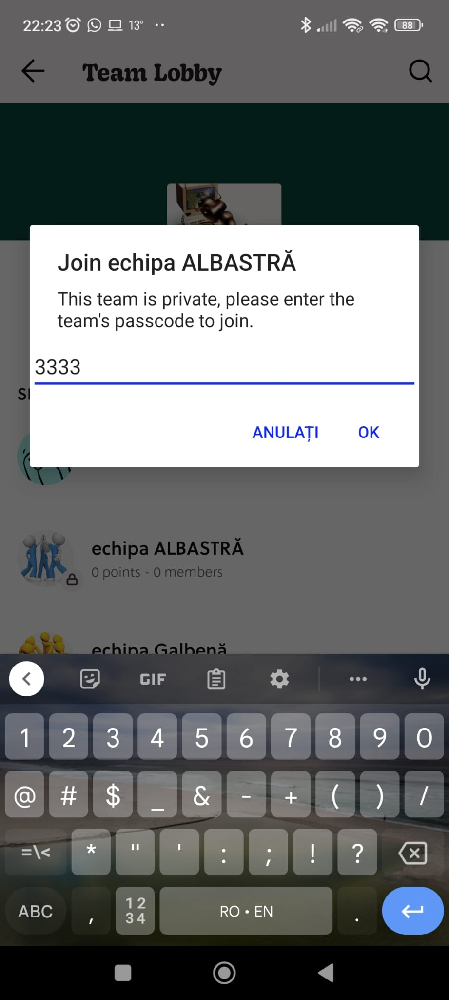 22:23 13° ··
88
Team Lobby
Join echipa ALBASTRĂ
This team is private, please enter the
team's passcode to join.
3333
ANULAȚI OK
echipa ALBASTRĂ
0 points - 0 members
echipa Galbenă
GIF
1 2 3 4 5 6 7 8 9 0
@ # $ _ & - + ( ) /
=\< * " ' : ; ! ?
ABC , 12 34 RO • EN .